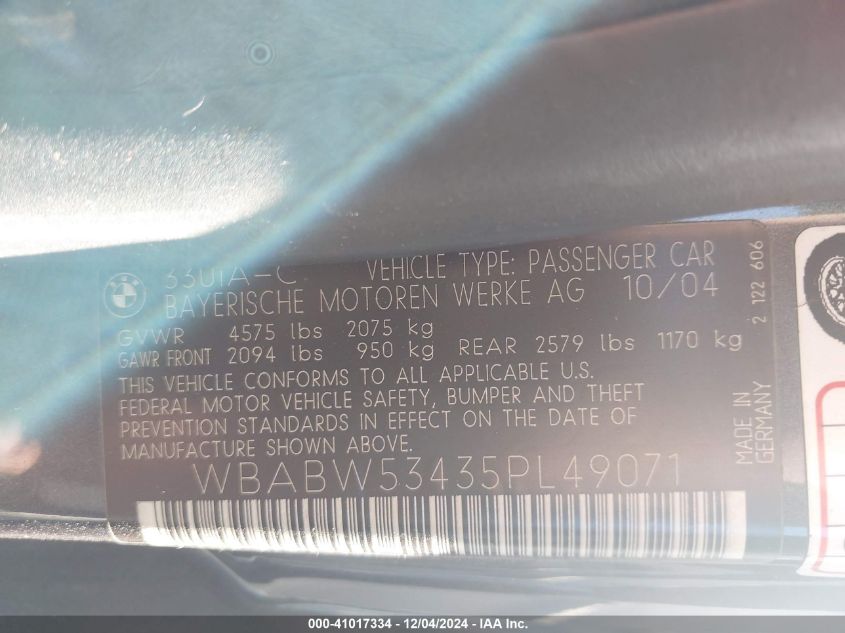 330iA-C VEHICLE TYPE: PASSENGER CAR
BAYERISCHE MOTOREN WERKE AG 10/04
GVWR 4575 lbs 2075 kg
GAWR FRONT 2094 lbs 950 kg REAR 2579 lbs 1170 kg
THIS VEHICLE CONFORMS TO ALL APPLICABLE U.S.
FEDERAL MOTOR VEHICLE SAFETY, BUMPER AND THEFT
PREVENTION STANDARDS IN EFFECT ON THE DATE OF
MANUFACTURE SHOWN ABOVE.
WBABW53435PL49071
MADE IN
GERMANY
2 122 606
000-41017334 - 12/04/2024 - IAA Inc.